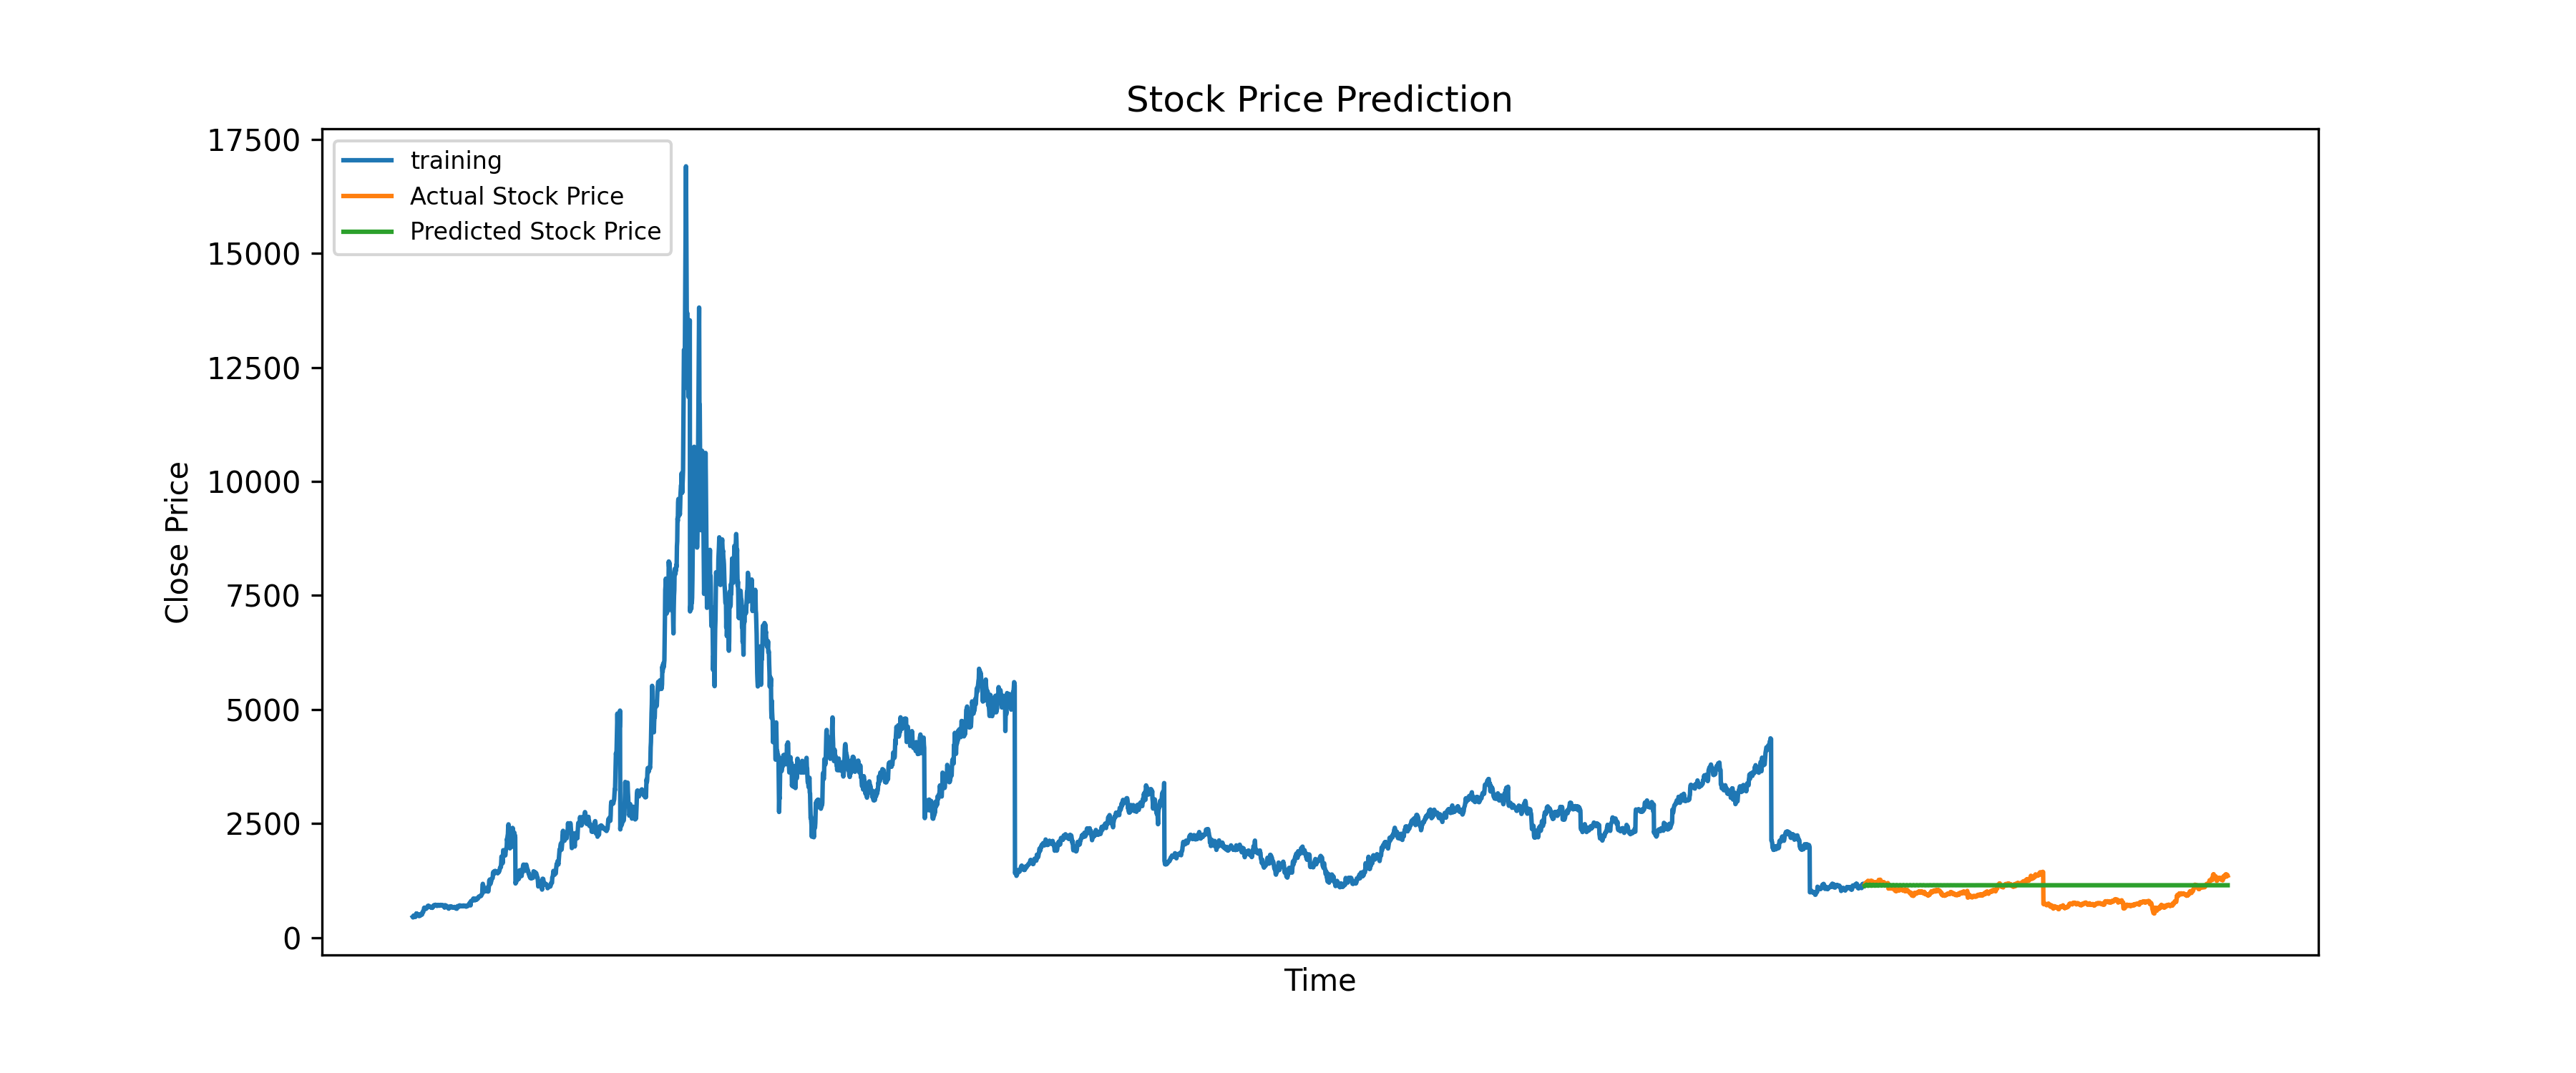 Stock Price Prediction
17500
15000
12500
10000
7500
5000
2500
0
Close Price
training
Actual Stock Price
Predicted Stock Price
Time